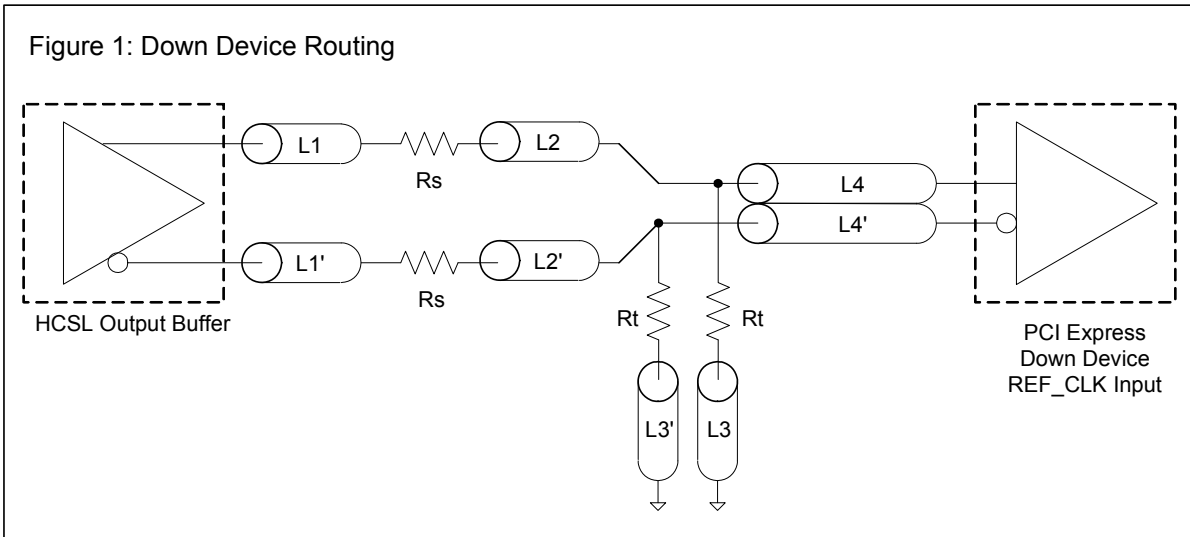 Figure 1: Down Device Routing
L1
Rs
L2
L4
L4'
L1'
Rs
L2'
HCSL Output Buffer
Rt
Rt
L3'
L3
PCI Express
Down Device
REF_CLK Input